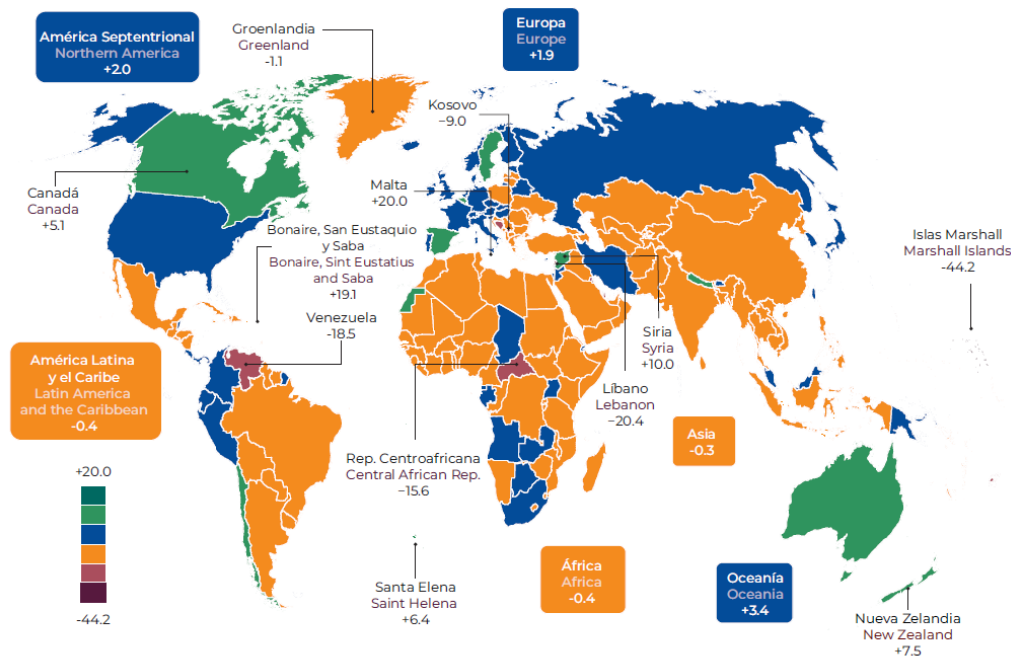 América Septentrional
Northern America
+2.0
Groenlandia
Greenland
-1.1
Europa
Europe
+1.9
Kosovo
−9.0
Canadá
Canada
+5.1
Malta
+20.0
Bonaire, San Eustaquio
y Saba
Bonaire, Sint Eustatius
and Saba
+19.1
Venezuela
-18.5
Islas Marshall
Marshall Islands
-44.2
América Latina
y el Caribe
Latin America
and the Caribbean
-0.4
Siria
Syria
+10.0
Líbano
Lebanon
−20.4
Asia
-0.3
Rep. Centroafricana
Central African Rep.
−15.6
+20.0
-44.2
Santa Elena
Saint Helena
+6.4
África
Africa
-0.4
Oceanía
Oceania
+3.4
Nueva Zelandia
New Zealand
+7.5